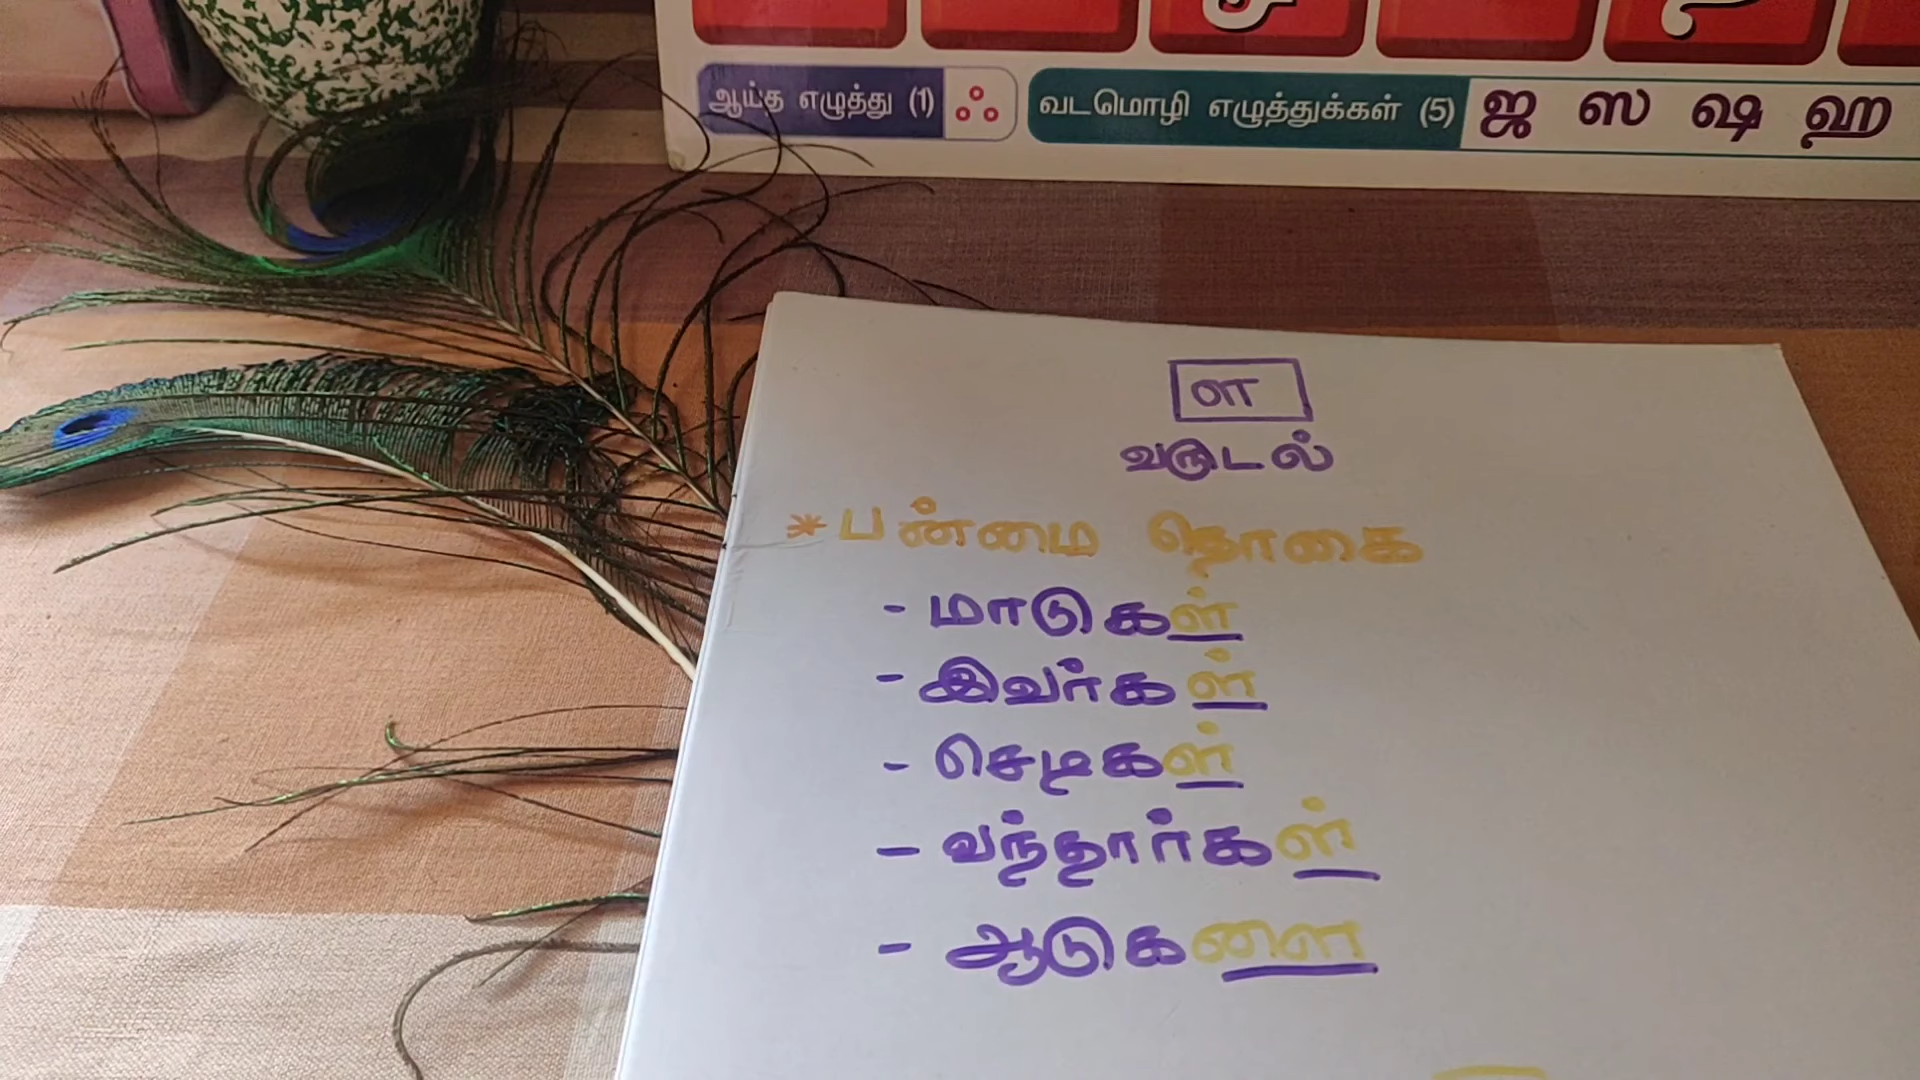 ஆய்த எழுத்து (1) ஃ வடமொழி எழுத்துக்கள் (5) ஜ ஸ ஷ ஹ
ள
வருடல்
* பன்மை தொகை
- மாடுகள்
- இவர்கள்
- செடிகள்
- வந்தார்கள்
- ஆடுகளை